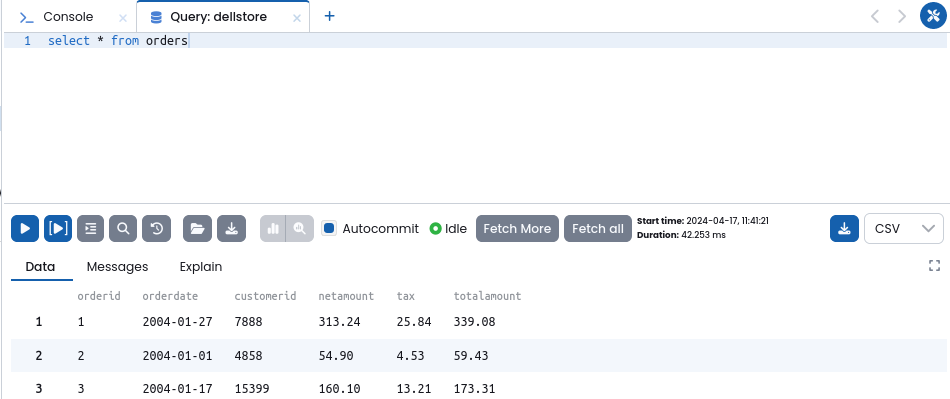 Console
Query: dellstore
1 select * from orders
Autocommit
Idle
Fetch More
Fetch all
Start time: 2024-04-17, 11:41:21
Duration: 42.253 ms
CSV
Data Messages Explain
orderid orderdate customerid netamount tax totalamount
1 1 2004-01-27 7888 313.24 25.84 339.08
2 2 2004-01-01 4858 54.90 4.53 59.43
3 3 2004-01-17 15399 160.10 13.21 173.31